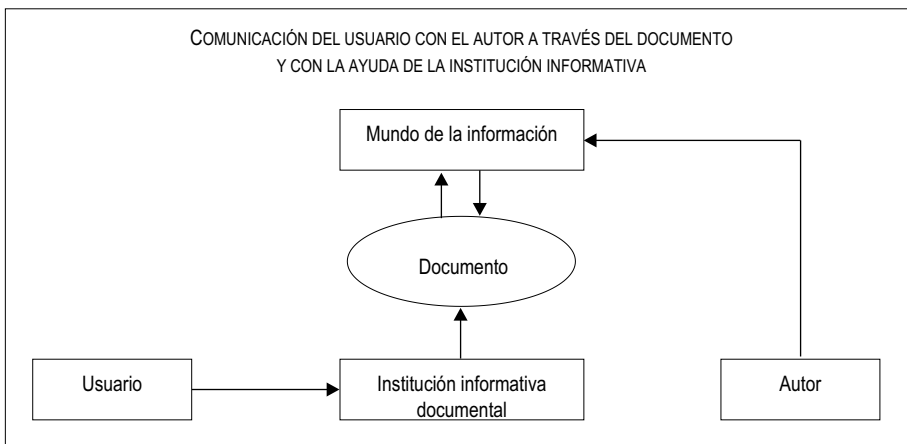 COMUNICACIÓN DEL USUARIO CON EL AUTOR A TRAVÉS DEL DOCUMENTO
Y CON LA AYUDA DE LA INSTITUCIÓN INFORMATIVA
Mundo de la información
Documento
Usuario
Institución informativa
documental
Autor